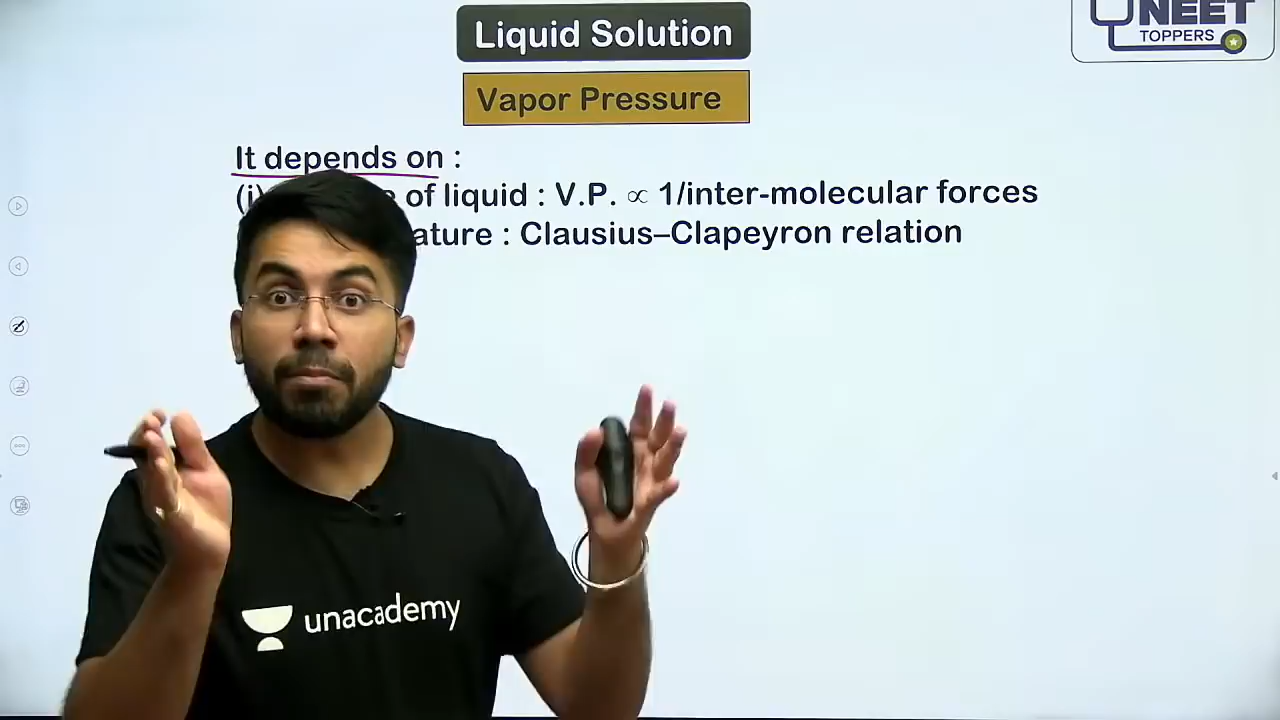 Liquid Solution
NEET
TOPPERS
Vapor Pressure
It depends on :
(i) of liquid : V.P. ∝ 1/inter-molecular forces
: Clausius–Clapeyron relation
unacademy